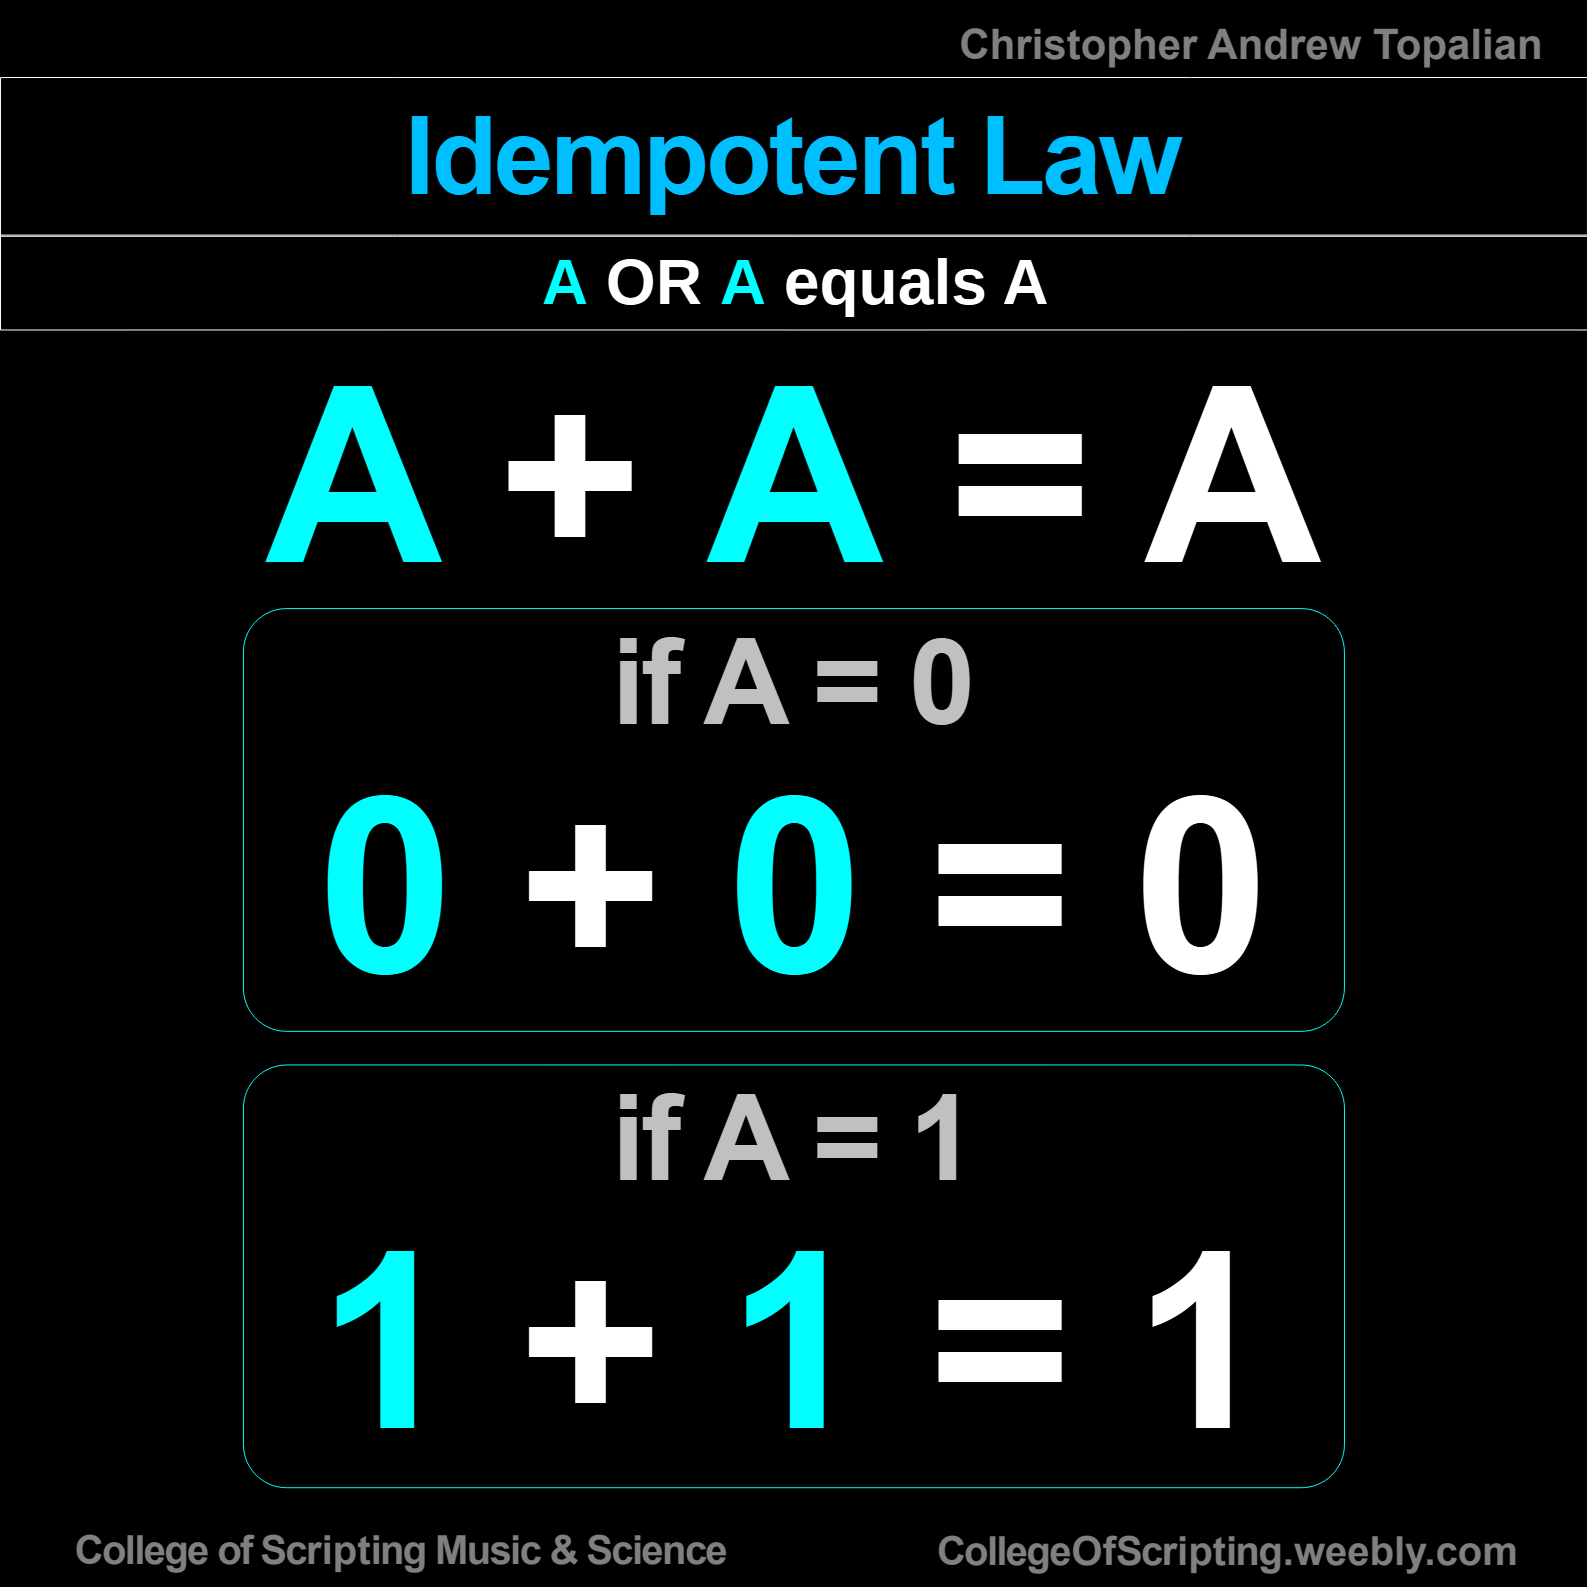 Christopher Andrew Topalian
Idempotent Law
A OR A equals A
A + A = A
if A = 0
0 + 0 = 0
if A = 1
1 + 1 = 1
College of Scripting Music & Science
CollegeOfScripting.weebly.com